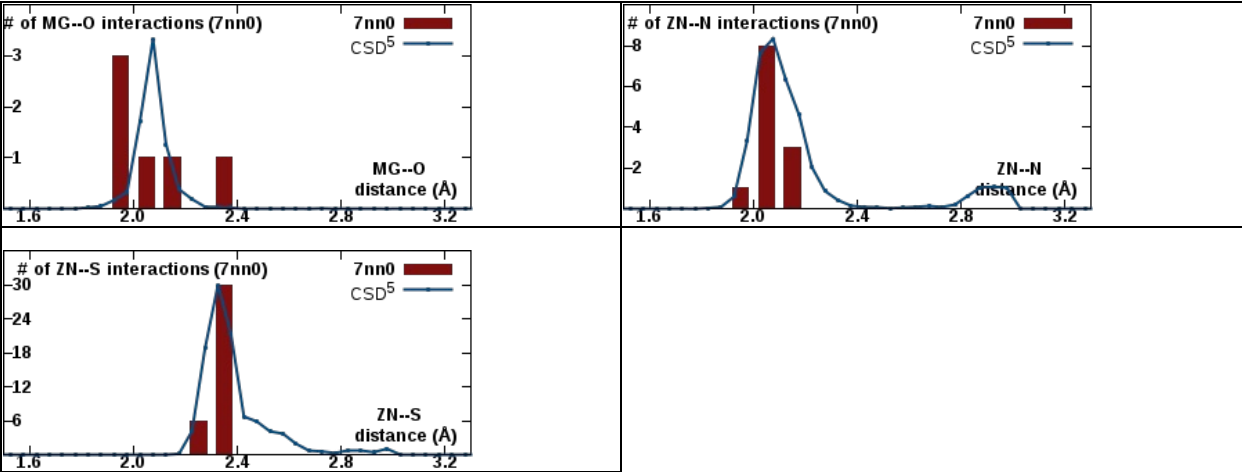 # of MG--O interactions (7nn0)
7nn0
CSD5
3
2
1
MG--O
distance (Å)
1.6 2.0 2.4 2.8 3.2
# of ZN--N interactions (7nn0)
7nn0
CSD5
8
6
4
2
ZN--N
distance (Å)
1.6 2.0 2.4 2.8 3.2
# of ZN--S interactions (7nn0)
7nn0
CSD5
30
24
18
12
6
ZN--S
distance (Å)
1.6 2.0 2.4 2.8 3.2